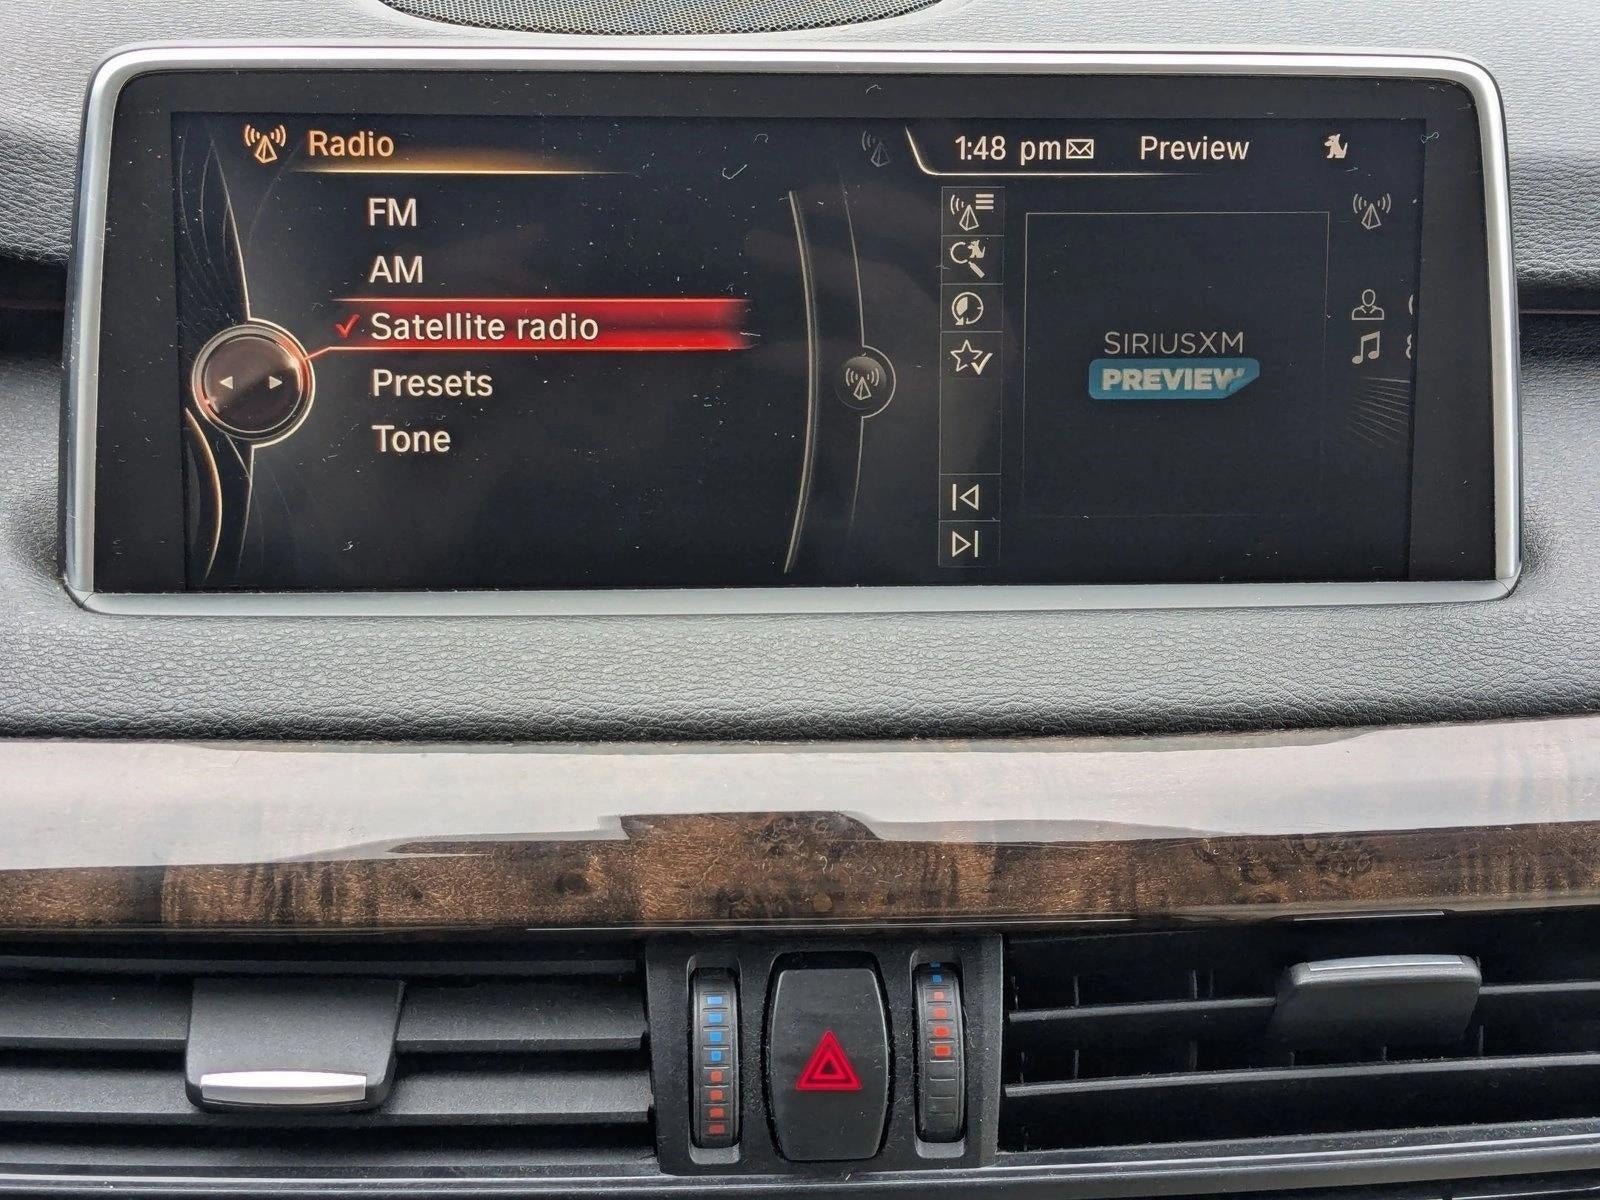 Radio
FM
AM
Satellite radio
Presets
Tone
1:48 pm Preview
SIRIUSXM
PREVIEW